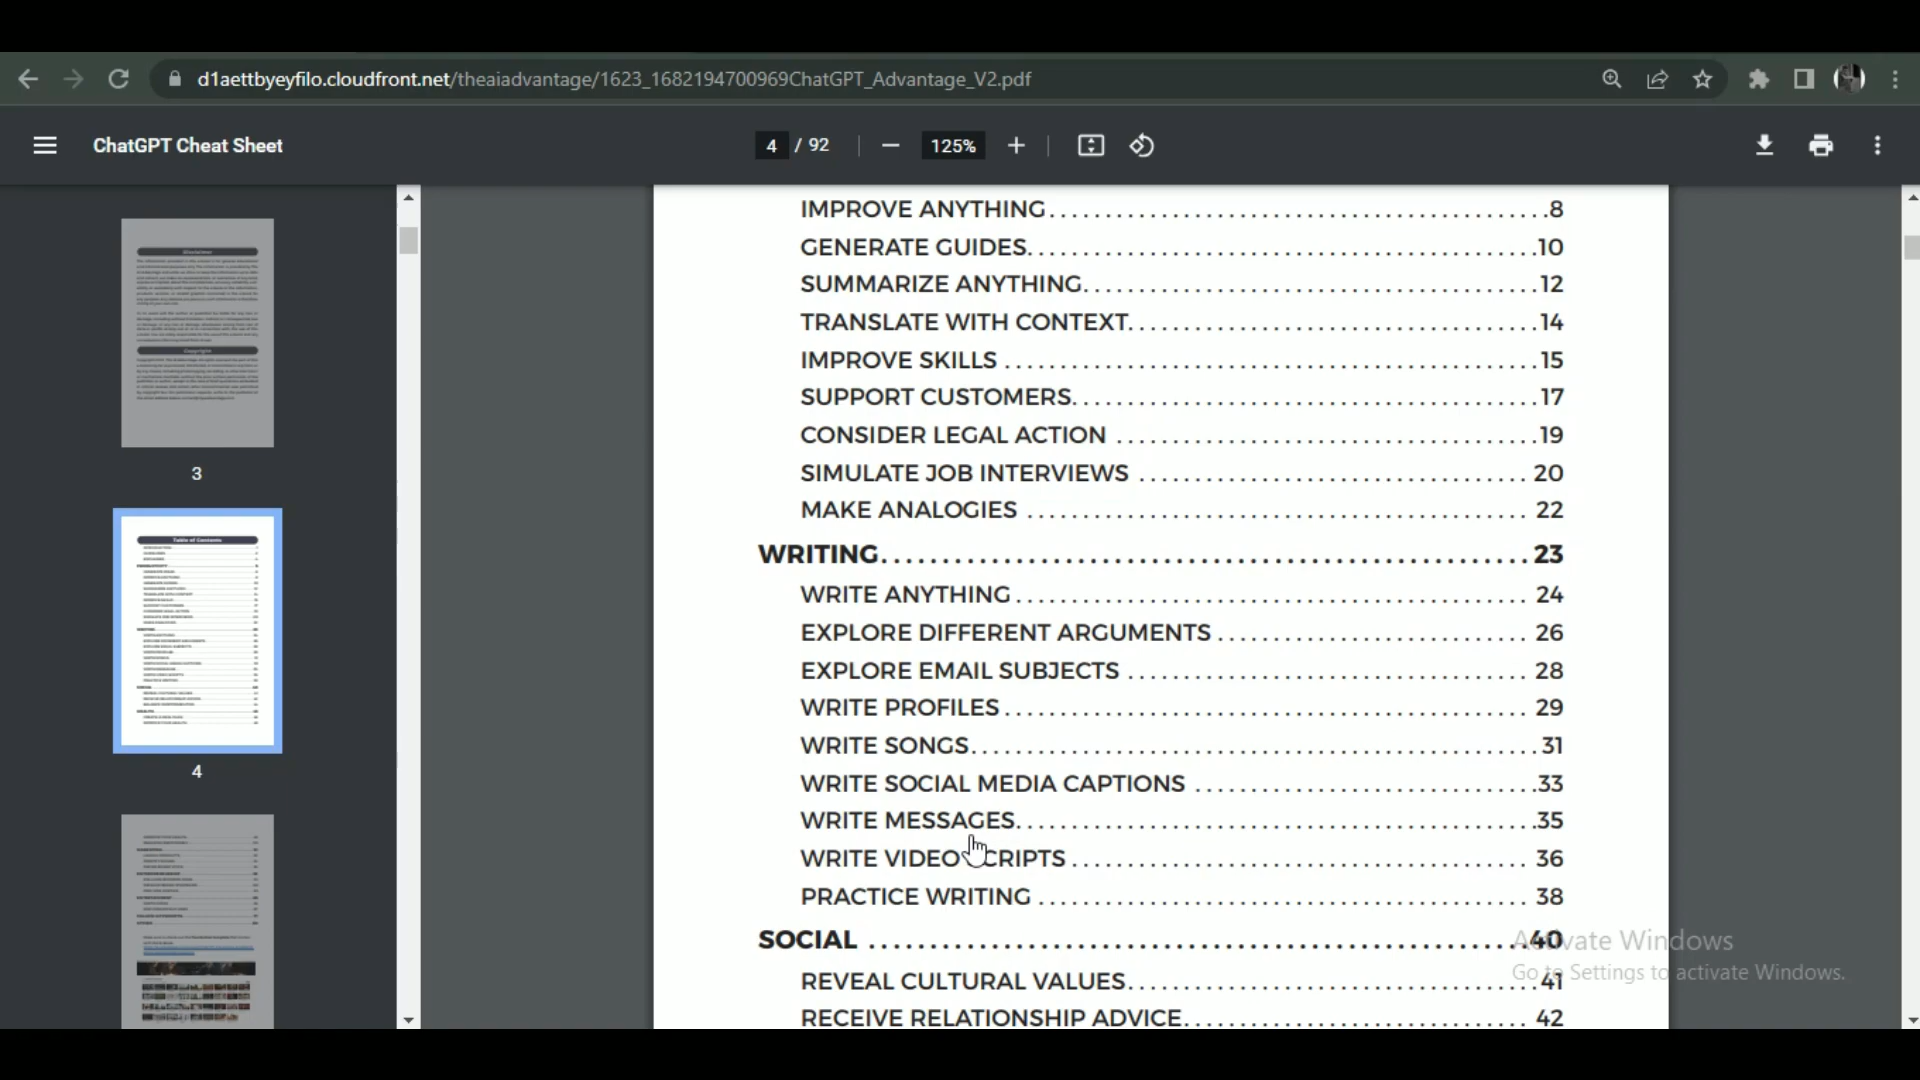 d1aettbyeyfilo.cloudfront.net/theaiadvantage/1623_1682194700969ChatGPT_Advantage_V2.pdf
ChatGPT Cheat Sheet
4 / 92
125%
Disclaimer
Copyright
3
Table of Contents
4
IMPROVE ANYTHING........................................8
GENERATE GUIDES.........................................10
SUMMARIZE ANYTHING.....................................12
TRANSLATE WITH CONTEXT..................................14
IMPROVE SKILLS ..........................................15
SUPPORT CUSTOMERS......................................17
CONSIDER LEGAL ACTION ..................................19
SIMULATE JOB INTERVIEWS ................................ 20
MAKE ANALOGIES ........................................ 22
WRITING................................................... 23
WRITE ANYTHING ........................................ 24
EXPLORE DIFFERENT ARGUMENTS ......................... 26
EXPLORE EMAIL SUBJECTS ................................ 28
WRITE PROFILES ......................................... 29
WRITE SONGS............................................ 31
WRITE SOCIAL MEDIA CAPTIONS ...........................33
WRITE MESSAGES.........................................35
WRITE VIDEO SCRIPTS .................................... 36
PRACTICE WRITING ....................................... 38
SOCIAL ....................................................40
REVEAL CULTURAL VALUES.................................41
RECEIVE RELATIONSHIP ADVICE............................ 42
Activate Windows
Go to Settings to activate Windows.